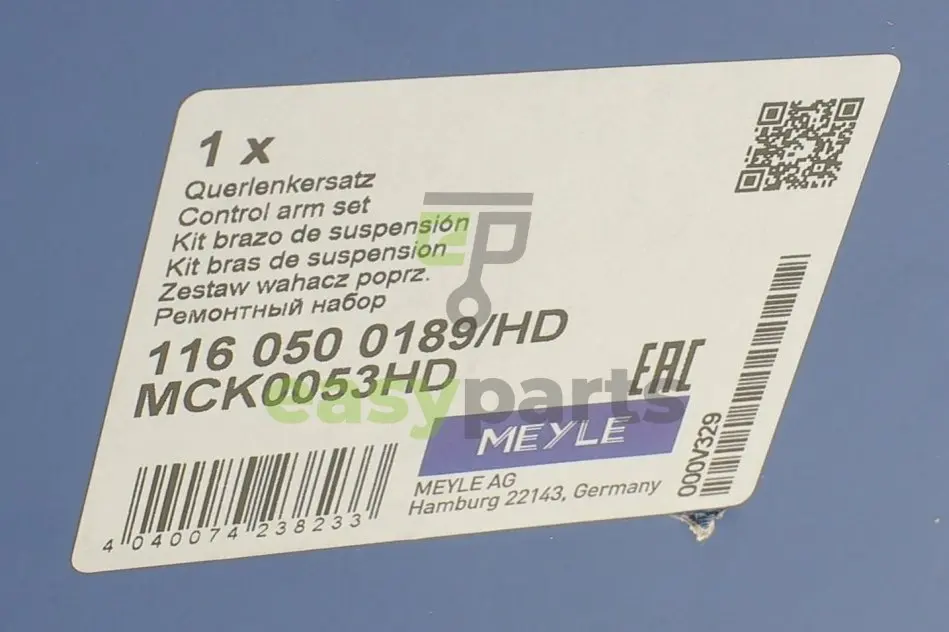 1 x
Querlenkersatz
Control arm set
Kit brazo de suspensión
Kit bras de suspension
Zestaw wahacz poprz.
Ремонтный набор
116 050 0189/HD
MCK0053HD
EAC
easyparts
MEYLE
MEYLE AG
Hamburg 22143, Germany
000V329
4 040074 238233
ep